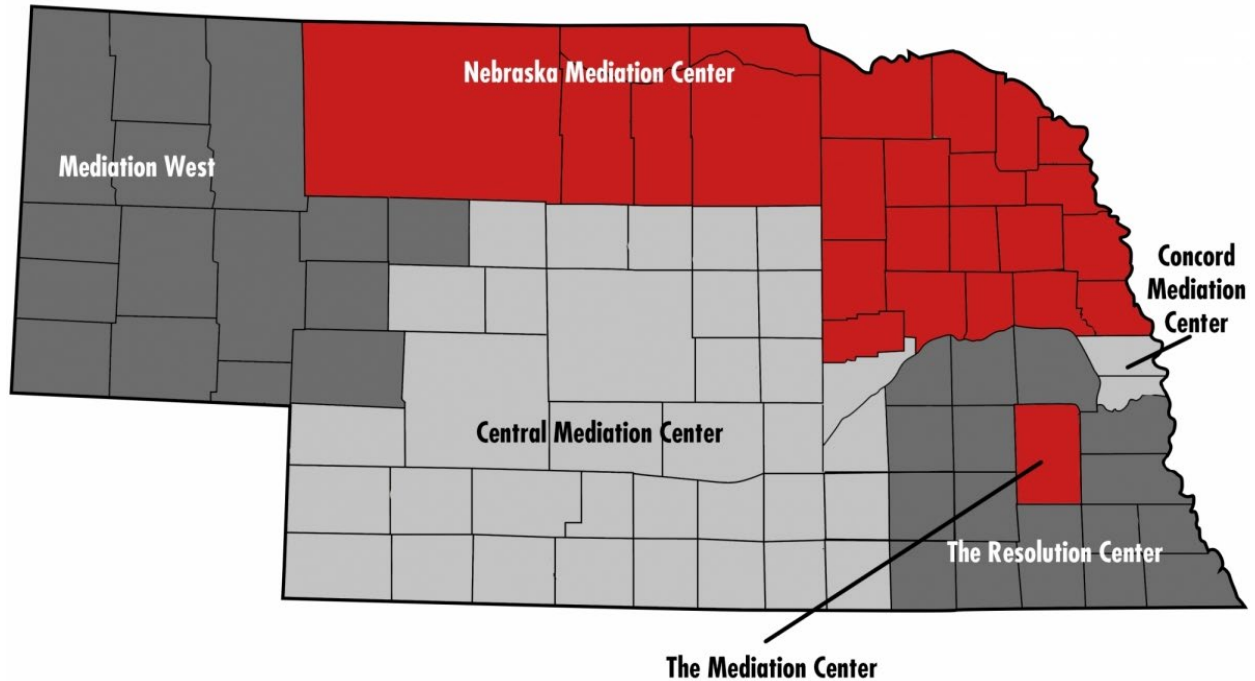 Nebraska Mediation Center
Mediation West
Concord
Mediation
Center
Central Mediation Center
The Resolution Center
The Mediation Center